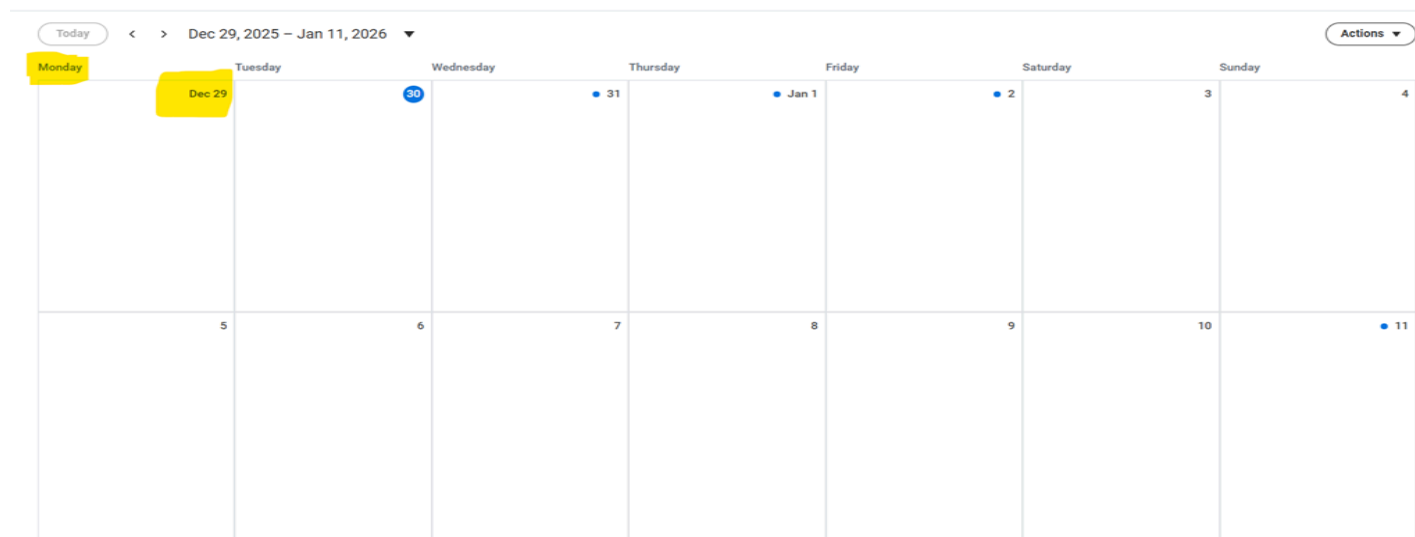 Today < > Dec 29, 2025 – Jan 11, 2026 Actions
Monday Tuesday Wednesday Thursday Friday Saturday Sunday
Dec 29 30 31 Jan 1 2 3 4
5 6 7 8 9 10 11